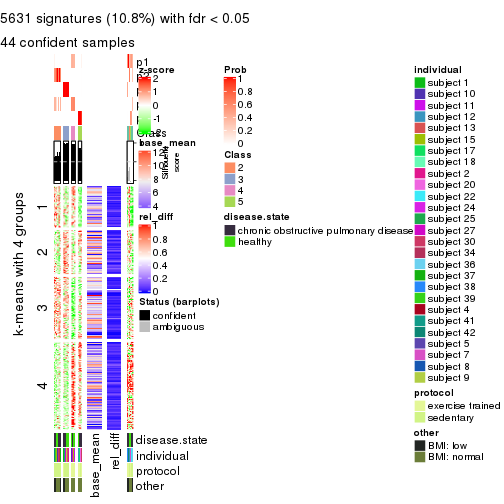 5631 signatures (10.8%) with fdr < 0.05
44 confident samples
p1
z-score
2
1
0
-1
-2
Class
base_mean
12
10
8
6
4
Silhouette
score
rel_diff
1
0.8
0.6
0.4
0.2
0
Status (barplots)
confident
ambiguous
Prob
1
0.8
0.6
0.4
0.2
0
Class
2
3
4
5
disease.state
chronic obstructive pulmonary disease
healthy
individual
subject 1
subject 10
subject 11
subject 12
subject 13
subject 15
subject 17
subject 18
subject 2
subject 20
subject 22
subject 24
subject 25
subject 27
subject 30
subject 34
subject 36
subject 37
subject 38
subject 39
subject 4
subject 41
subject 42
subject 5
subject 7
subject 8
subject 9
protocol
exercise trained
sedentary
other
BMI: low
BMI: normal
k-means with 4 groups
1
2
3
4
base_mean
rel_diff
disease.state
individual
protocol
other